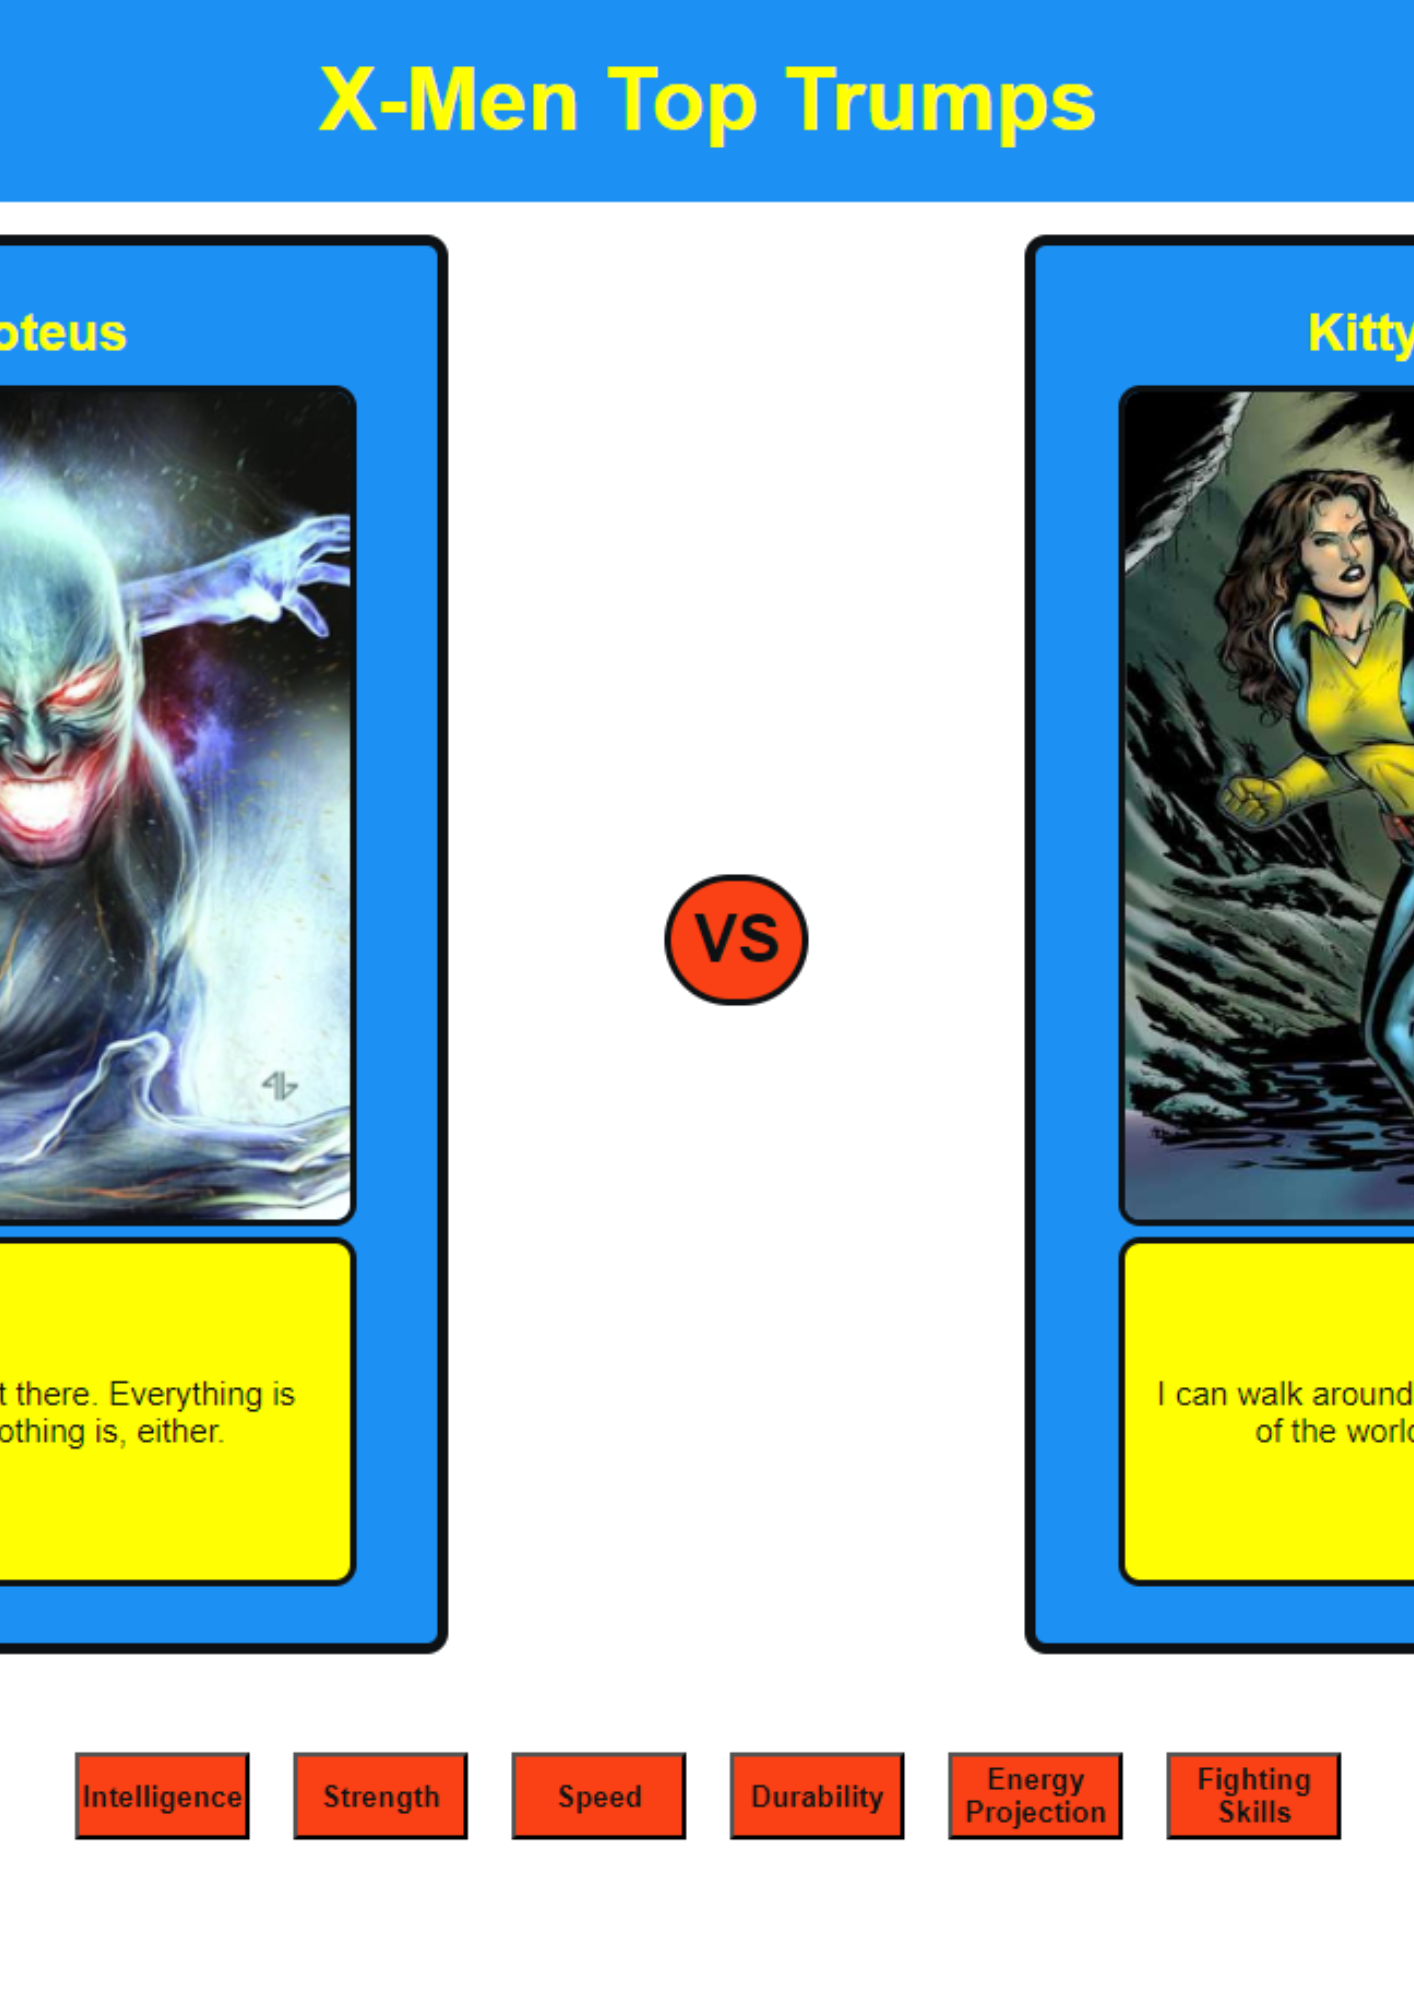 X-Men Top Trumps
oteus
Kitty
VS
t there. Everything is
othing is, either.
I can walk around
of the world
Intelligence
Strength
Speed
Durability
Energy
Projection
Fighting
Skills